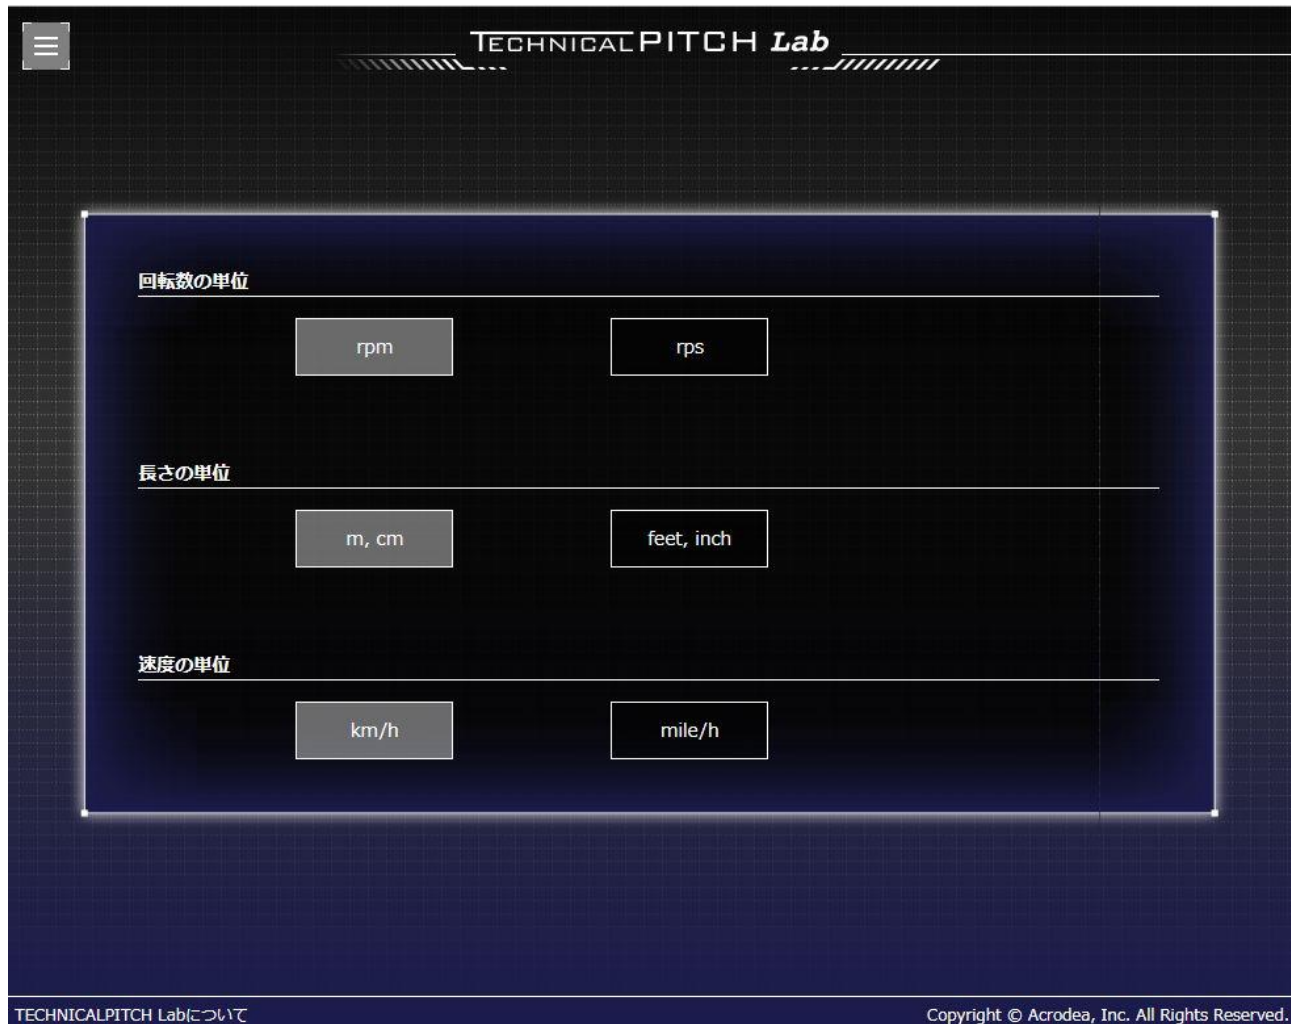 TECHNICALPITCH Lab
回転数の単位
rpm rps
長さの単位
m, cm feet, inch
速度の単位
km/h mile/h
TECHNICALPITCH Labについて Copyright © Acrodea, Inc. All Rights Reserved.